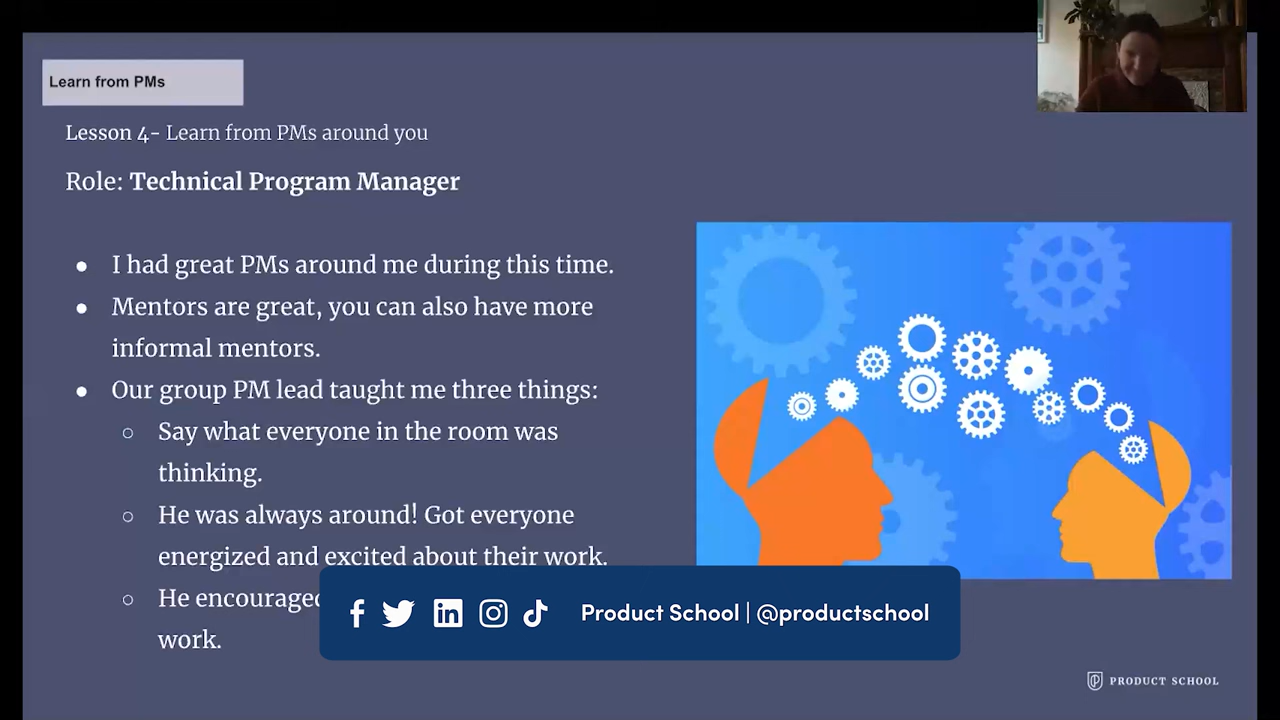 Learn from PMs
Lesson 4- Learn from PMs around you
Role: Technical Program Manager
● I had great PMs around me during this time.
● Mentors are great, you can also have more
informal mentors.
● Our group PM lead taught me three things:
○ Say what everyone in the room was
thinking.
○ He was always around! Got everyone
energized and excited about their work.
○ He encouraged
work.
Product School | @productschool
PRODUCT SCHOOL